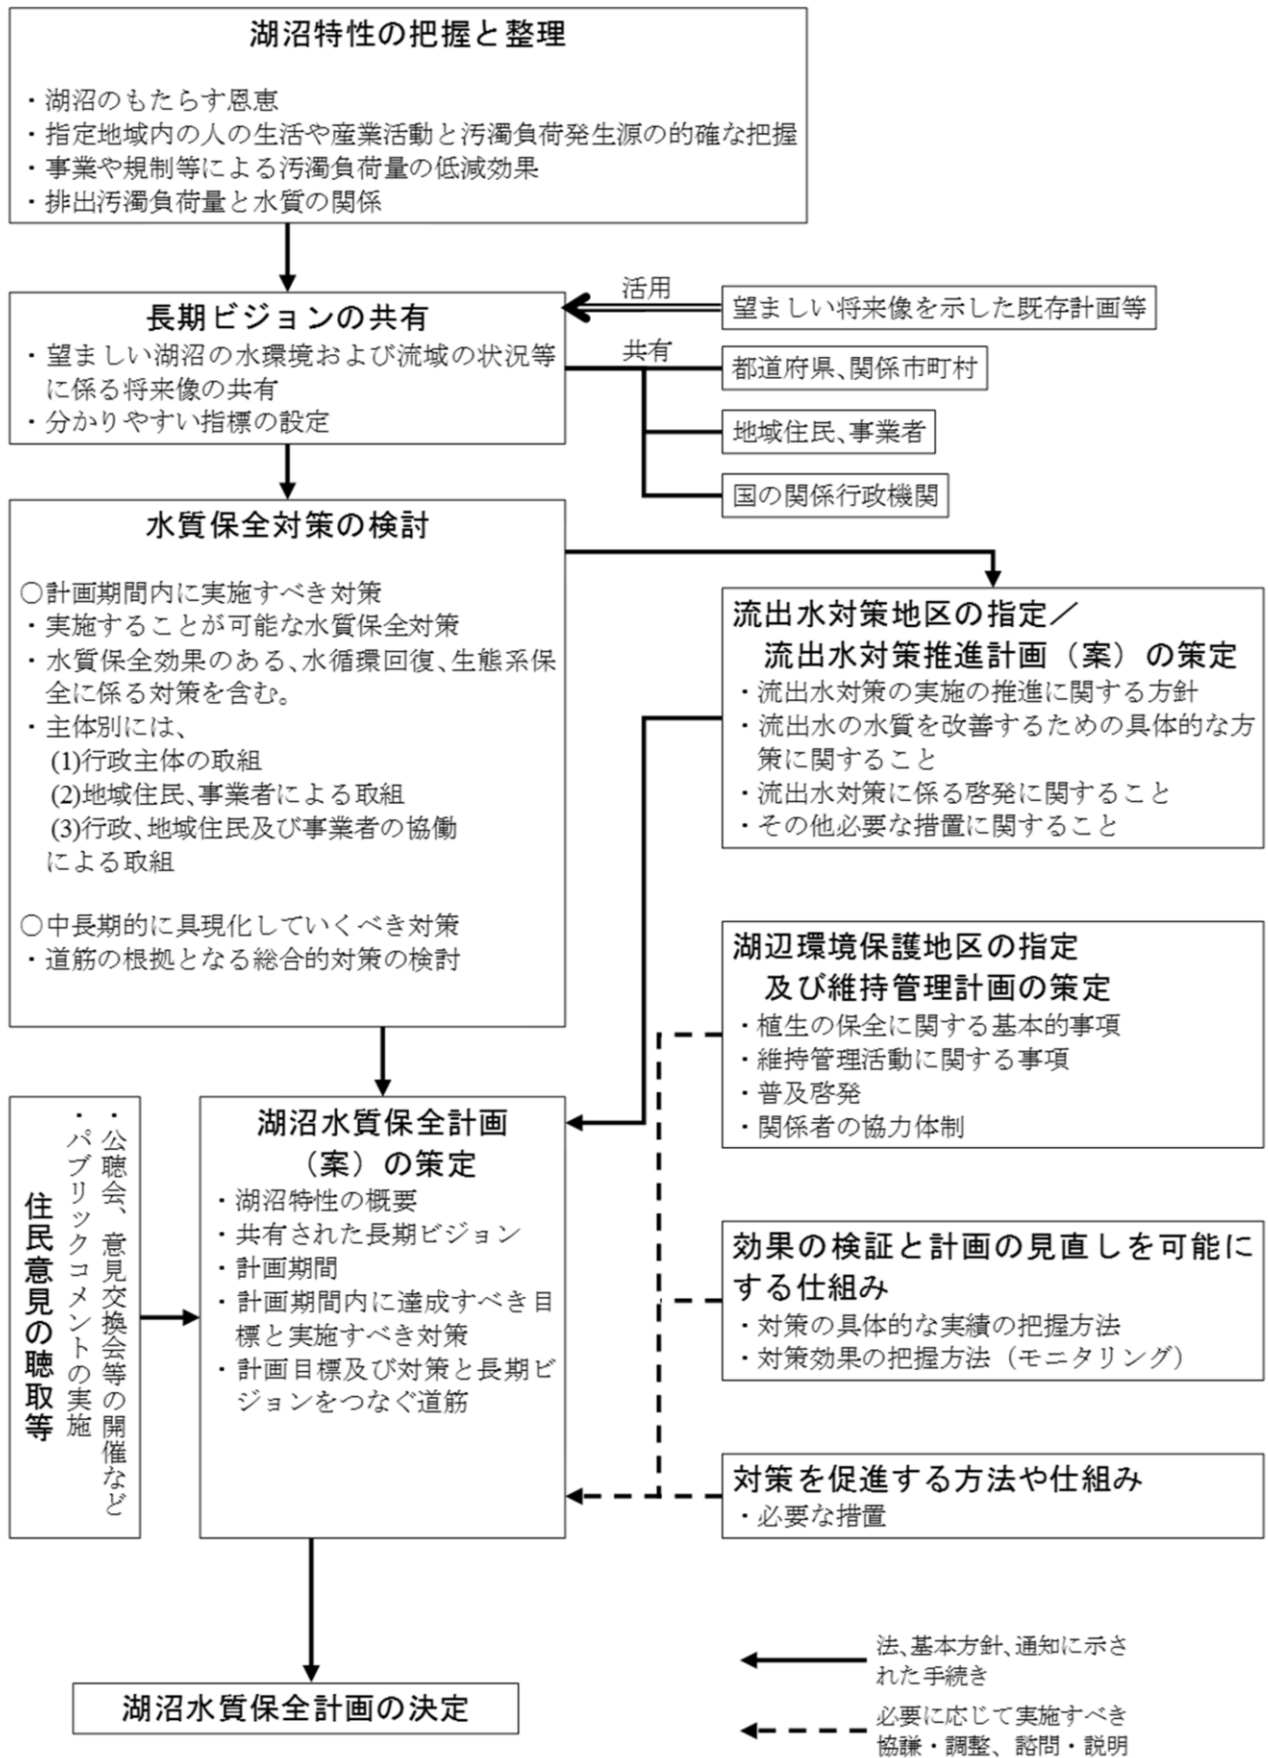 湖沼特性の把握と整理
・湖沼のもたらす恩恵
・指定地域内の人の生活や産業活動と汚濁負荷発生源の的確な把握
・事業や規制等による汚濁負荷量の低減効果
・排出汚濁負荷量と水質の関係
長期ビジョンの共有
・望ましい湖沼の水環境および流域の状況等
に係る将来像の共有
・分かりやすい指標の設定
活用
望ましい将来像を示した既存計画等
共有
都道府県、関係市町村
地域住民、事業者
国の関係行政機関
水質保全対策の検討
○計画期間内に実施すべき対策
・実施することが可能な水質保全対策
・水質保全効果のある、水循環回復、生態系保
全に係る対策を含む。
・主体別には、
(1)行政主体の取組
(2)地域住民、事業者による取組
(3)行政、地域住民及び事業者の協働
による取組
○中長期的に具現化していくべき対策
・道筋の根拠となる総合的対策の検討
流出水対策地区の指定／
流出水対策推進計画（案）の策定
・流出水対策の実施の推進に関する方針
・流出水の水質を改善するための具体的な方
策に関すること
・流出水対策に係る啓発に関すること
・その他必要な措置に関すること
湖辺環境保護地区の指定
及び維持管理計画の策定
・植生の保全に関する基本的事項
・維持管理活動に関する事項
・普及啓発
・関係者の協力体制
住民意見の聴取等
・公聴会、意見交換会等の開催など
・パブリックコメントの実施
湖沼水質保全計画
（案）の策定
・湖沼特性の概要
・共有された長期ビジョン
・計画期間
・計画期間内に達成すべき目
標と実施すべき対策
・計画目標及び対策と長期ビ
ジョンをつなぐ道筋
効果の検証と計画の見直しを可能に
する仕組み
・対策の具体的な実績の把握方法
・対策効果の把握方法（モニタリング）
対策を促進する方法や仕組み
・必要な措置
湖沼水質保全計画の決定
法、基本方針、通知に示さ
れた手続き
必要に応じて実施すべき
協謙・調整、諮問・説明